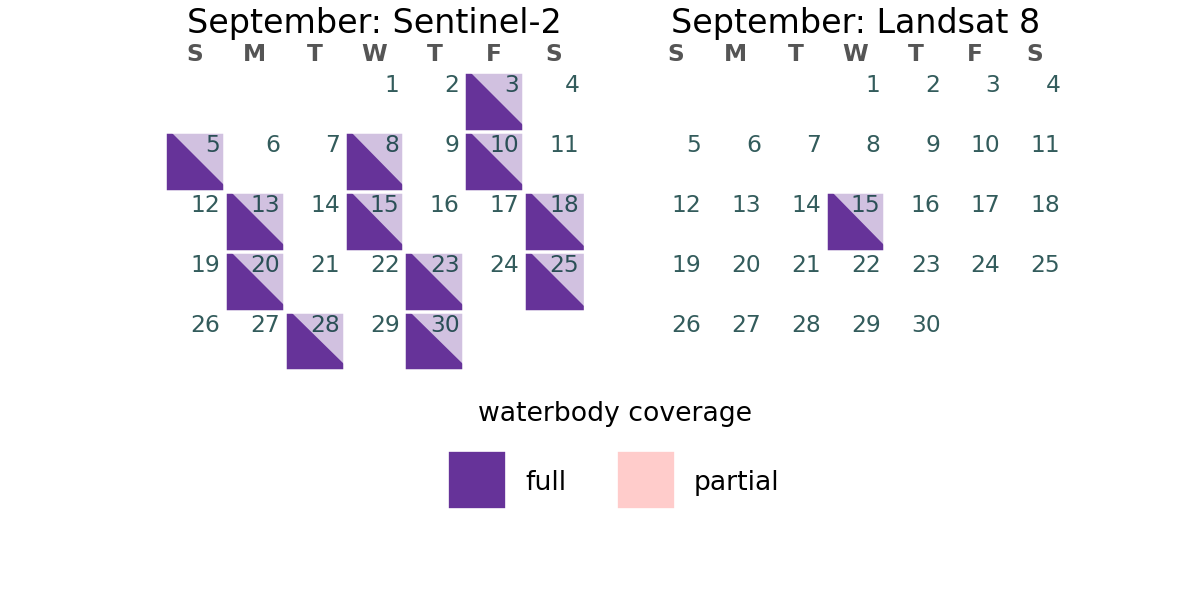 September: Sentinel-2
S M T W T F S
1 2 3 4
5 6 7 8 9 10 11
12 13 14 15 16 17 18
19 20 21 22 23 24 25
26 27 28 29 30
September: Landsat 8
S M T W T F S
1 2 3 4
5 6 7 8 9 10 11
12 13 14 15 16 17 18
19 20 21 22 23 24 25
26 27 28 29 30
waterbody coverage
full
partial